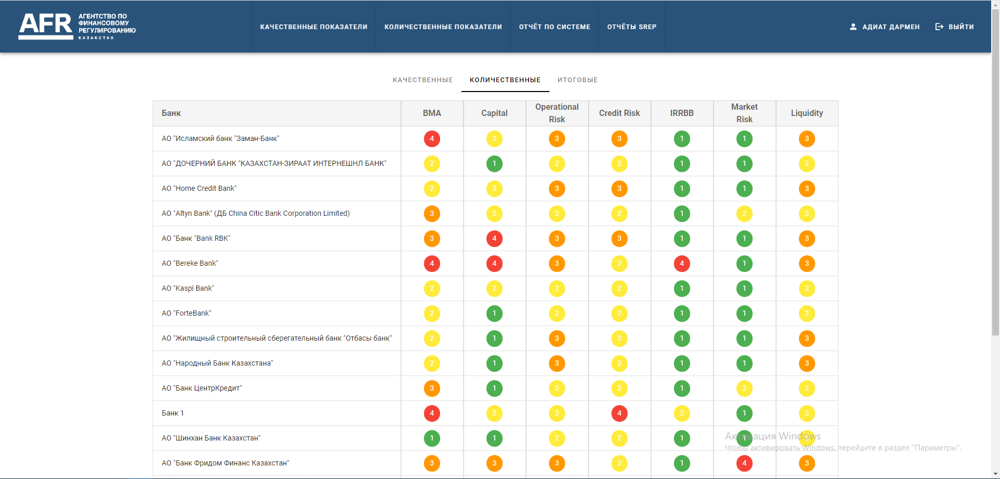 AFR
АГЕНТСТВО ПО
ФИНАНСОВОМУ
РЕГУЛИРОВАНИЮ
КАЗАКСТАН
КАЧЕСТВЕННЫЕ ПОКАЗАТЕЛИ
КОЛИЧЕСТВЕННЫЕ ПОКАЗАТЕЛИ
ОТЧЁТ ПО СИСТЕМЕ
ОТЧЁТЫ SREP
АДИАТ ДАРМЕН
ВЫЙТИ
КАЧЕСТВЕННЫЕ
КОЛИЧЕСТВЕННЫЕ
ИТОГОВЫЕ
Банк BMA Capital Operational Risk Credit Risk IRRBB Market Risk Liquidity
АО "Исламский банк "Заман-Банк" 4 2 3 3 1 1 3
АО "ДОЧЕРНИЙ БАНК "КАЗАХСТАН-ЗИРААТ ИНТЕРНЕШНЛ БАНК" 2 1 2 2 1 1 2
АО "Home Credit Bank" 2 2 3 3 1 1 3
АО "Altyn Bank" (ДБ China Citic Bank Corporation Limited) 3 2 2 2 1 2 2
АО "Банк "Bank RBK" 3 4 3 3 1 1 3
АО "Bereke Bank" 4 4 3 2 4 1 3
АО "Kaspi Bank" 2 2 2 2 1 1 2
АО "ForteBank" 2 1 2 2 1 1 2
АО "Жилищный строительный сберегательный банк "Отбасы банк" 2 1 3 2 1 1 3
АО "Народный Банк Казахстана" 2 1 3 2 1 1 3
АО "Банк ЦентрКредит" 3 1 2 2 1 2 2
Банк 1 4 2 2 4 2 1 2
АО "Шинхан Банк Казахстан" 1 1 2 2 1 1 2
АО "Банк Фридом Финанс Казахстан" 3 3 3 2 1 4 3
Активация Windows
Чтобы активировать Windows, перейдите в раздел "Параметры".